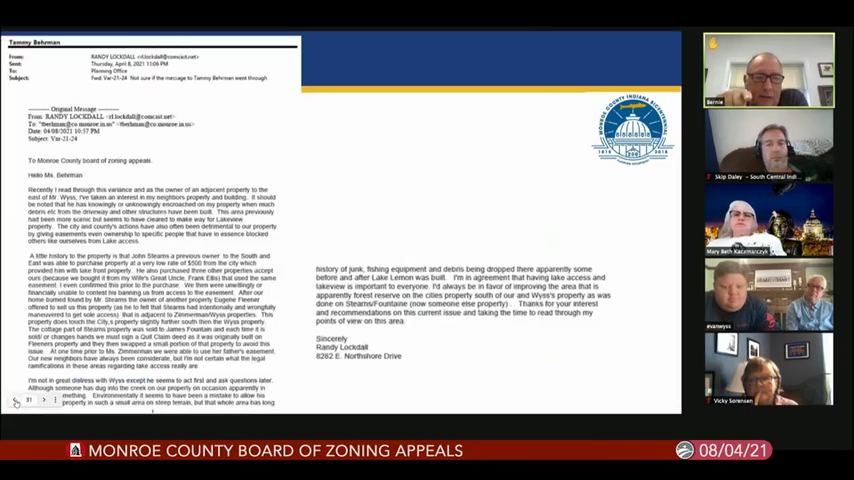 Tammy Behrman
From: RANDY LOCKDALL <rl.lockdall@comcast.net>
Sent: Thursday, April 8, 2021 11:06 PM
To: Planning Office
Subject: Fwd: Var-21-24 Not sure if the message to Tammy Behrman went through
---------- Original Message ----------
From: RANDY LOCKDALL <rl.lockdall@comcast.net>
To: "tberhman@co.monroe.in.us" <tberhman@co.monroe.in.us>
Date: 04/08/2021 10:57 PM
Subject: Var-21-24
To Monroe County board of zoning appeals.
Hello Ms. Behrman
Recently I read through this variance and as the owner of an adjacent property to the
east of Mr. Wyss, I've taken an interest in my neighbors property and building. It should
be noted that he has knowingly or unknowingly encroached on my property when much
debris etc from the driveway and other structures have been built. This area previously
had been more scenic but seems to have cleared to make way for Lakeview
property. The city and county's actions have also often been detrimental to our property
by giving easements even ownership to specific people that have in essence blocked
others like ourselves from Lake access.
A little history to the property is that John Stearns a previous owner to the South and
East was able to purchase property at a very low rate of $500 from the city which
provided him with lake front property. He also purchased three other properties accept
ours (because we bought it from my Wife's Great Uncle, Frank Ellis) that used the same
easement. I even confirmed this prior to the purchase. We then were unwillingly or
financially unable to contest his banning us from access to the easement. After our
home burned found by Mr. Stearns the owner of another property Eugene Fleener
offered to sell us this property (as he to felt that Stearns had intentionally and wrongfully
maneuvered to get sole access) that is adjacent to Zimmerman/Wyss properties. This
property does touch the City,s property slightly further south then the Wyss property.
The cottage part of Stearns property was sold to James Fountain and each time it is
sold/ or changes hands we must sign a Quit Claim deed as it was originally built on
Fleeners property and they then swapped a small portion of that property to avoid this
issue. At one time prior to Ms. Zimmerman we were able to use her father's easement.
Our new neighbors have always been considerate, but I'm not certain what the legal
ramifications of these areas regarding lake access really are.
I'm not in great distress with Wyss except he seems to act first and ask questions later.
Although someone has dug into the creek on our property on occasion apparently in
mething. Environmentally it seems to have been a mistake to allow his
property in such a small area on steep terrain, but that whole area has long
31
history of junk, fishing equipment and debris being dropped there apparently some
before and after Lake Lemon was built. I'm in agreement that having lake access and
lakeview is important to everyone. I'd always be in favor of improving the area that is
apparently forest reserve on the cities property south of our and Wyss's property as was
done on Stearns/Fountaine (now someone else property) . Thanks for your interest
and recommendations on this current issue and taking the time to read through my
points of view on this area.
Sincerely
Randy Lockdall
8282 E. Northshore Drive
MONROE COUNTY INDIANA BICENTENNIAL
1818
200
2018
Bernie
Skip Daley - South Central Indi...
Mary Beth Kaczmarczyk
evanwyss
Vicky Sorensen
MONROE COUNTY BOARD OF ZONING APPEALS
08/04/21